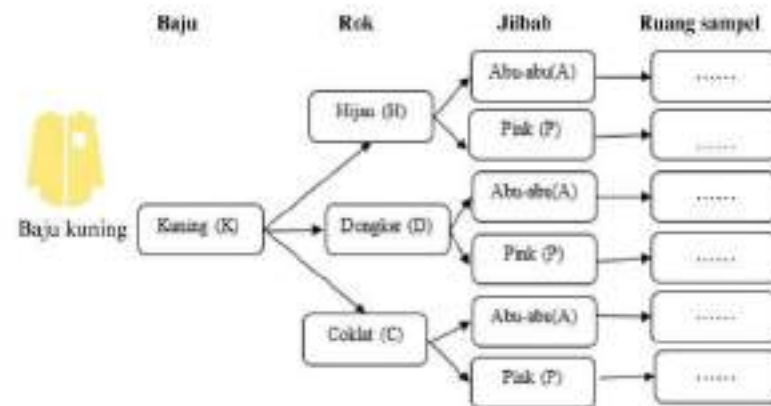 Baju Rok Jilbab Ruang sampel
Abu-abu(A) ......
Hijau (H)
Pink (P) ......
Abu-abu(A) ......
Baju kuning Kuning (K) Dongker (D)
Pink (P) ......
Abu-abu(A) ......
Coklat (C)
Pink (P) ......